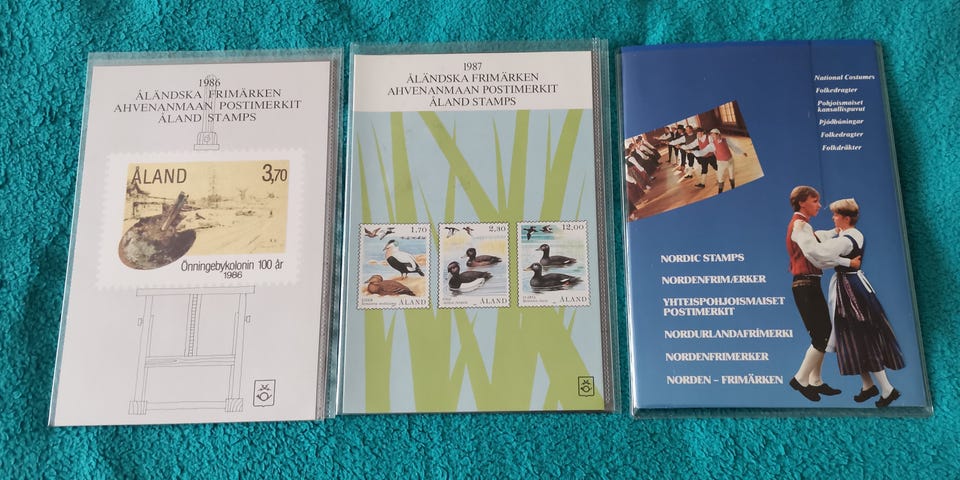 1986
ÅLÄNDSKA FRIMÄRKEN
AHVENANMAAN POSTIMERKIT
ÅLAND STAMPS
ÅLAND
3,70
Önningebykolonin 100 år
1986
1987
ÅLÄNDSKA FRIMÄRKEN
AHVENANMAAN POSTIMERKIT
ÅLAND STAMPS
1.70
ÅLAND
2.30
ÅLAND
12.00
ÅLAND
National Costumes
Folkedragter
Pohjoismaiset
kansallispuvut
Þjóðbúningar
Folkedrakter
Folkdräkter
NORDIC STAMPS
NORDENFRIMÆRKER
YHTEISPOHJOISMAISET
POSTIMERKIT
NORDURLANDAFRÍMERKI
NORDENFRIMERKER
NORDEN – FRIMÄRKEN